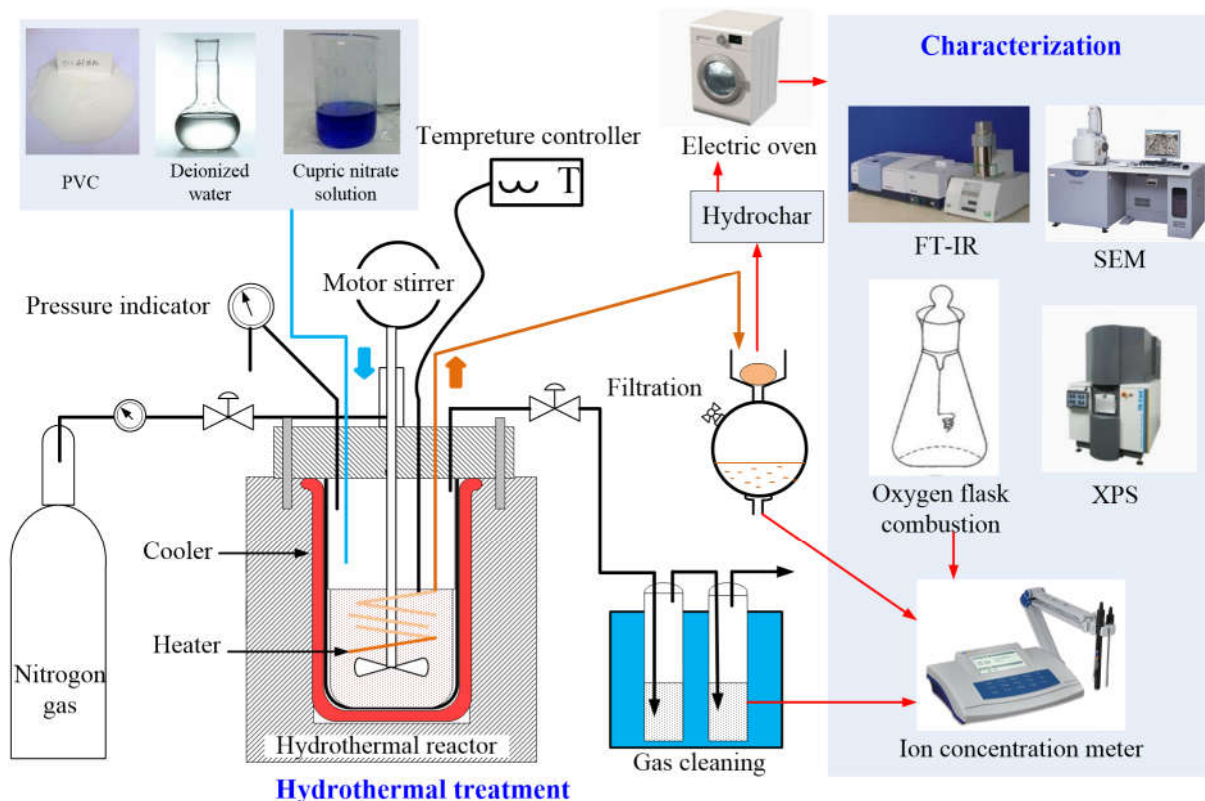 PVC
Deionized
water
Cupric nitrate
solution
Tempreture controller
ѡ T
Motor stirrer
Pressure indicator
Electric oven
Hydrochar
Filtration
Cooler
Heater
Nitrogon
gas
Hydrothermal reactor
Hydrothermal treatment
Gas cleaning
Characterization
FT-IR
SEM
Oxygen flask
combustion
XPS
Ion concentration meter